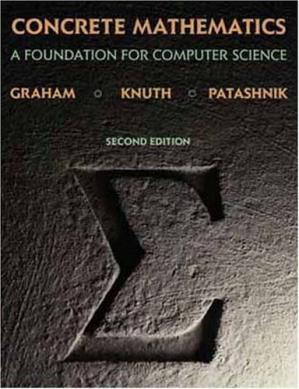 CONCRETE MATHEMATICS
A FOUNDATION FOR COMPUTER SCIENCE
GRAHAM ○ KNUTH ○ PATASHNIK
SECOND EDITION
Σ